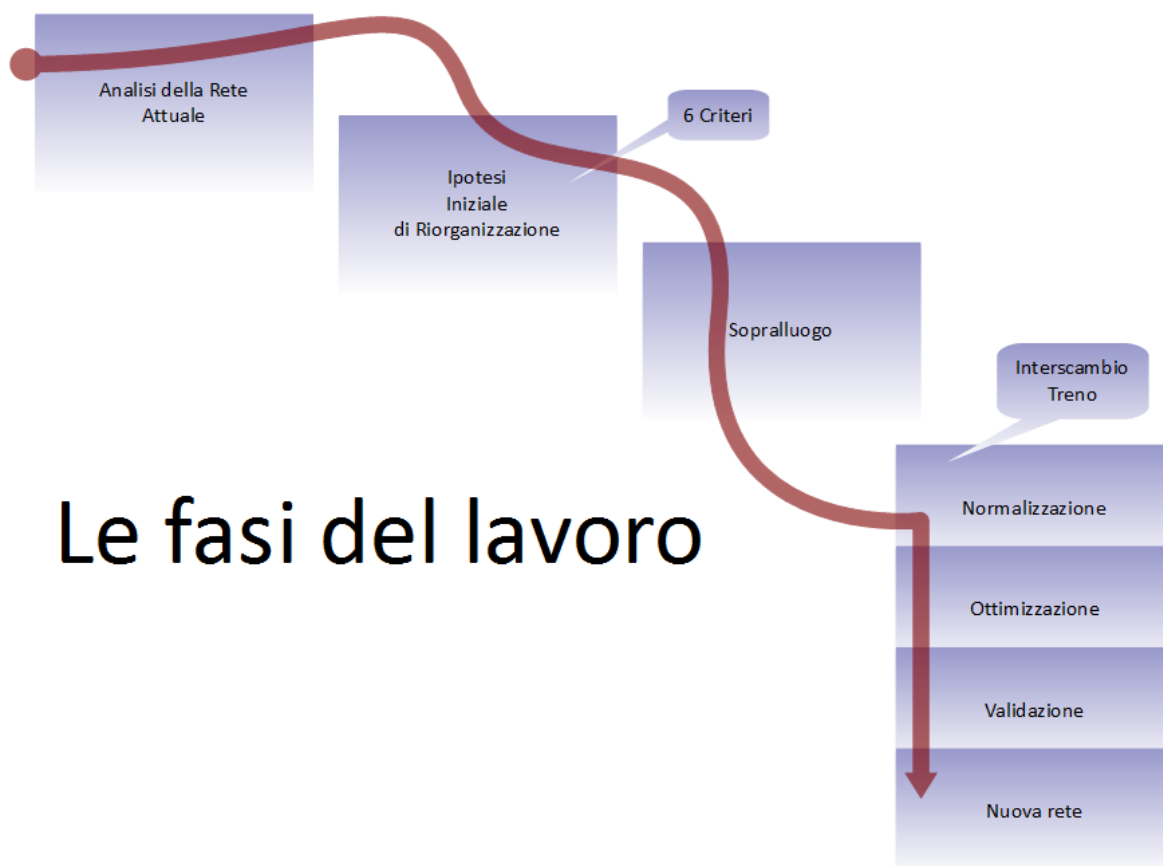 Analisi della Rete
Attuale
6 Criteri
Ipotesi
Iniziale
di Riorganizzazione
Sopralluogo
Interscambio
Treno
Le fasi del lavoro
Normalizzazione
Ottimizzazione
Validazione
Nuova rete